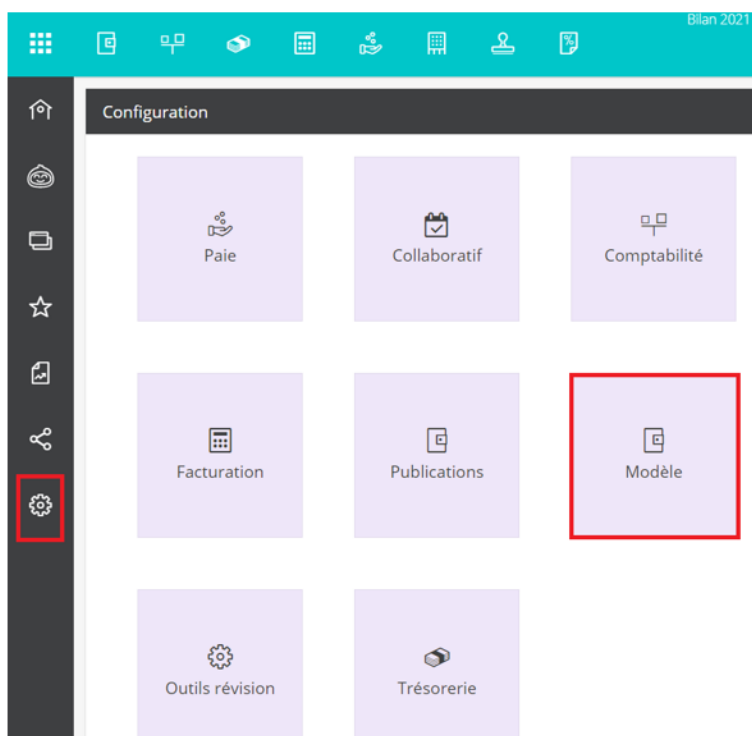 Bilan 2021
Configuration
Paie
Collaboratif
Comptabilité
Facturation
Publications
Modèle
Outils révision
Trésorerie